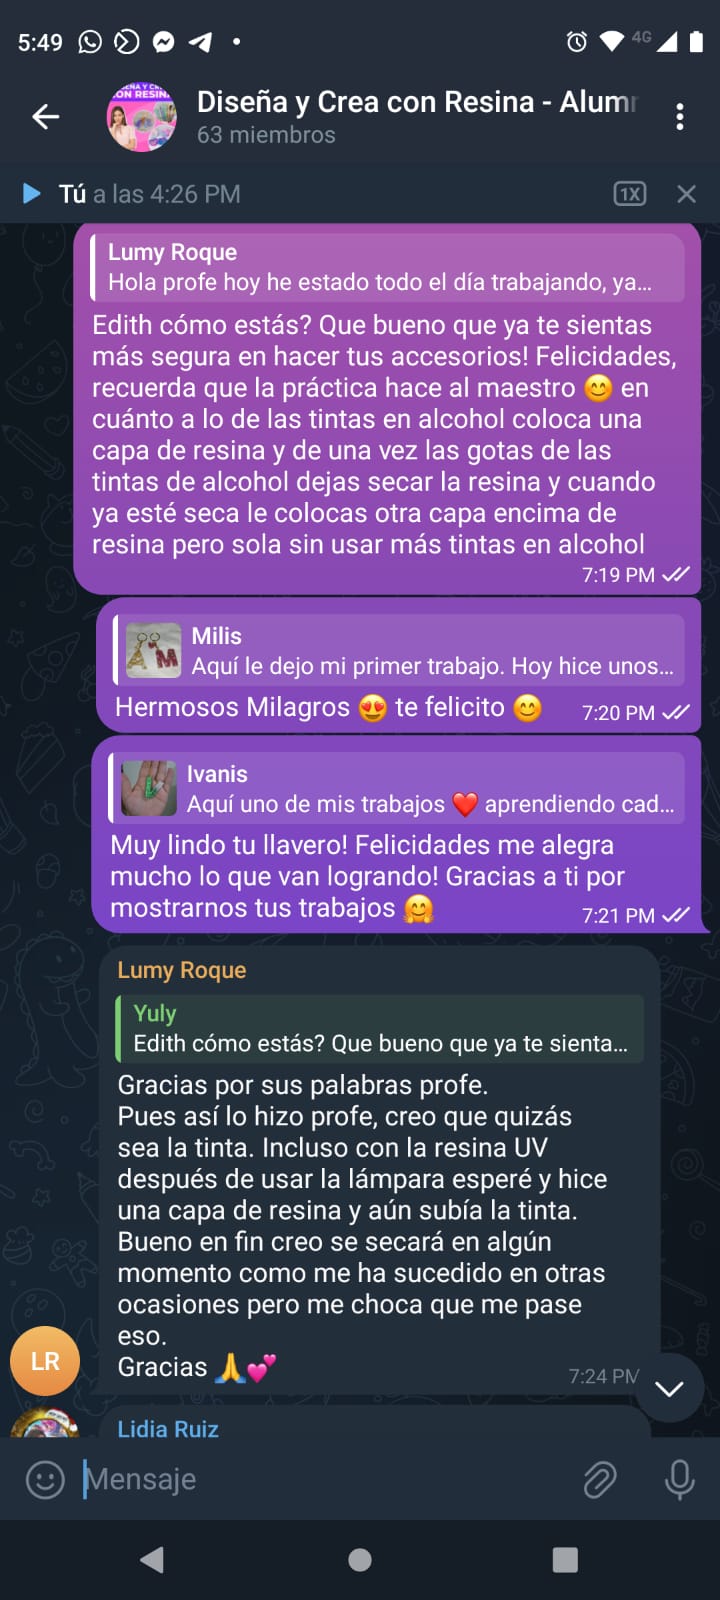 5:49
4G
Diseña y Crea con Resina - Alum
63 miembros
Tú a las 4:26 PM
1X
Lumy Roque
Hola profe hoy he estado todo el día trabajando, ya...
Edith cómo estás? Que bueno que ya te sientas
más segura en hacer tus accesorios! Felicidades,
recuerda que la práctica hace al maestro 😊 en
cuánto a lo de las tintas en alcohol coloca una
capa de resina y de una vez las gotas de las
tintas de alcohol dejas secar la resina y cuando
ya esté seca le colocas otra capa encima de
resina pero sola sin usar más tintas en alcohol
7:19 PM
Milis
Aquí le dejo mi primer trabajo. Hoy hice unos...
Hermosos Milagros 😍 te felicito 😊
7:20 PM
Ivanis
Aquí uno de mis trabajos ❤️ aprendiendo cad...
Muy lindo tu llavero! Felicidades me alegra
mucho lo que van logrando! Gracias a ti por
mostrarnos tus trabajos 🤗
7:21 PM
Lumy Roque
Yuly
Edith cómo estás? Que bueno que ya te sienta...
Gracias por sus palabras profe.
Pues así lo hizo profe, creo que quizás
sea la tinta. Incluso con la resina UV
después de usar la lámpara esperé y hice
una capa de resina y aún subía la tinta.
Bueno en fin creo se secará en algún
momento como me ha sucedido en otras
ocasiones pero me choca que me pase
eso.
Gracias 🙏💕
7:24 PM
LR
Lidia Ruiz
Mensaje